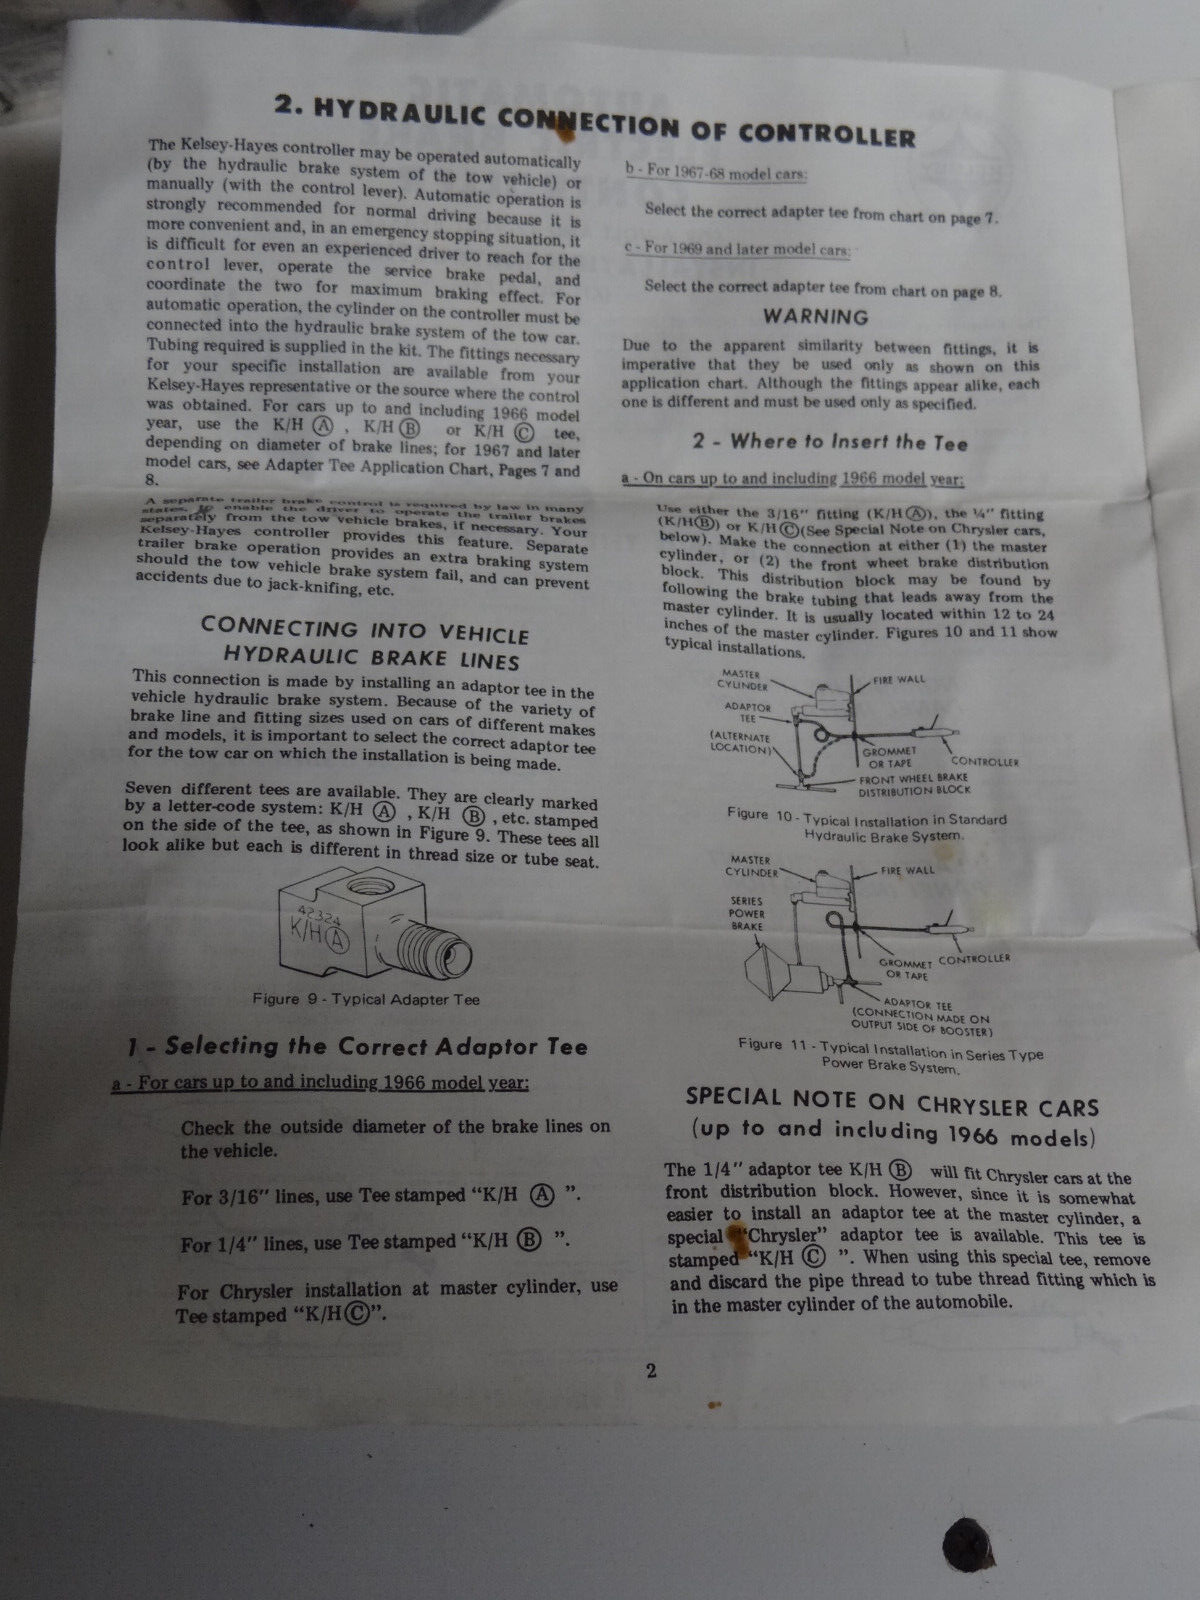 2. HYDRAULIC CONNECTION OF CONTROLLER
The Kelsey-Hayes controller may be operated automatically
(by the hydraulic brake system of the tow vehicle) or
manually (with the control lever). Automatic operation is
strongly recommended for normal driving because it is
more convenient and, in an emergency stopping situation, it
is difficult for even an experienced driver to reach for the
control lever, operate the service brake pedal, and
coordinate the two for maximum braking effect. For
automatic operation, the cylinder on the controller must be
connected into the hydraulic brake system of the tow car.
Tubing required is supplied in the kit. The fittings necessary
for your specific installation are available from your
Kelsey-Hayes representative or the source where the control
was obtained. For cars up to and including 1966 model
year, use the K/H Ⓐ , K/H Ⓑ or K/H Ⓒ tee,
depending on diameter of brake lines; for 1967 and later
model cars, see Adapter Tee Application Chart, Pages 7 and
8.
A separate trailer brake control is required by law in many
states, to enable the driver to operate the trailer brakes
separately from the tow vehicle brakes, if necessary. Your
Kelsey-Hayes controller provides this feature. Separate
trailer brake operation provides an extra braking system
should the tow vehicle brake system fail, and can prevent
accidents due to jack-knifing, etc.
CONNECTING INTO VEHICLE
HYDRAULIC BRAKE LINES
This connection is made by installing an adaptor tee in the
vehicle hydraulic brake system. Because of the variety of
brake line and fitting sizes used on cars of different makes
and models, it is important to select the correct adaptor tee
for the tow car on which the installation is being made.
Seven different tees are available. They are clearly marked
by a letter-code system: K/H Ⓐ , K/H Ⓑ , etc. stamped
on the side of the tee, as shown in Figure 9. These tees all
look alike but each is different in thread size or tube seat.
42324
K/HⒶ
Figure 9 - Typical Adapter Tee
1 - Selecting the Correct Adaptor Tee
a - For cars up to and including 1966 model year:
Check the outside diameter of the brake lines on
the vehicle.
For 3/16" lines, use Tee stamped “K/H Ⓐ ”.
For 1/4" lines, use Tee stamped “K/H Ⓑ ”.
For Chrysler installation at master cylinder, use
Tee stamped “K/HⒸ”.
b - For 1967-68 model cars:
Select the correct adapter tee from chart on page 7.
c - For 1969 and later model cars:
Select the correct adapter tee from chart on page 8.
WARNING
Due to the apparent similarity between fittings, it is
imperative that they be used only as shown on this
application chart. Although the fittings appear alike, each
one is different and must be used only as specified.
2 - Where to Insert the Tee
a - On cars up to and including 1966 model year:
Use either the 3/16" fitting (K/HⒶ), the ¼" fitting
(K/HⒷ) or K/HⒸ(See Special Note on Chrysler cars,
below). Make the connection at either (1) the master
cylinder, or (2) the front wheet brake distribution
block. This distribution block may be found by
following the brake tubing that leads away from the
master cylinder. It is usually located within 12 to 24
inches of the master cylinder. Figures 10 and 11 show
typical installations.
MASTER
CYLINDER
FIRE WALL
ADAPTOR
TEE
(ALTERNATE
LOCATION)
GROMMET
OR TAPE
CONTROLLER
FRONT WHEEL BRAKE
DISTRIBUTION BLOCK
Figure 10 - Typical Installation in Standard
Hydraulic Brake System.
MASTER
CYLINDER
FIRE WALL
SERIES
POWER
BRAKE
GROMMET
OR TAPE
CONTROLLER
ADAPTOR TEE
(CONNECTION MADE ON
OUTPUT SIDE OF BOOSTER)
Figure 11 - Typical Installation in Series Type
Power Brake System.
SPECIAL NOTE ON CHRYSLER CARS
(up to and including 1966 models)
The 1/4" adaptor tee K/H Ⓑ will fit Chrysler cars at the
front distribution block. However, since it is somewhat
easier to install an adaptor tee at the master cylinder, a
special “Chrysler” adaptor tee is available. This tee is
stamped “K/H Ⓒ ”. When using this special tee, remove
and discard the pipe thread to tube thread fitting which is
in the master cylinder of the automobile.
2